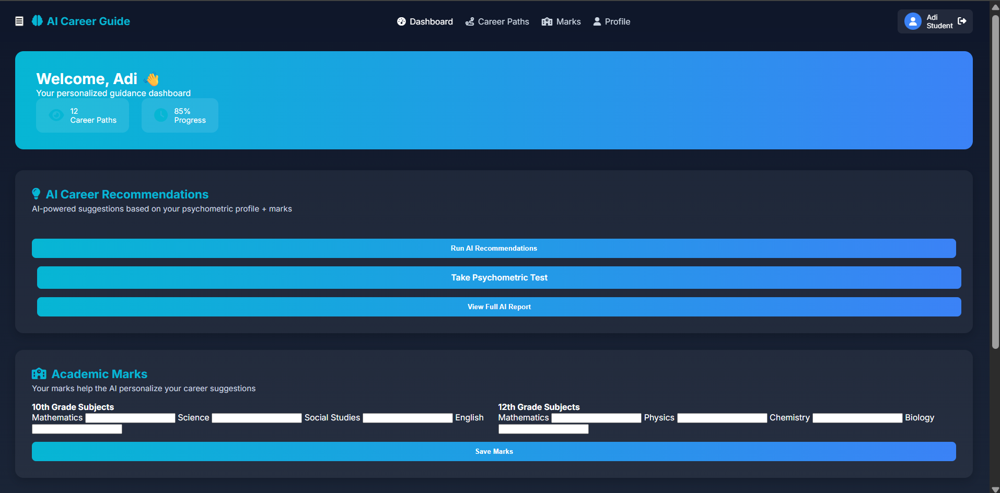 AI Career Guide
Dashboard
Career Paths
Marks
Profile
Adi
Student
Welcome, Adi 👋
Your personalized guidance dashboard
12
Career Paths
85%
Progress
AI Career Recommendations
AI-powered suggestions based on your psychometric profile + marks
Run AI Recommendations
Take Psychometric Test
View Full AI Report
Academic Marks
Your marks help the AI personalize your career suggestions
10th Grade Subjects
Mathematics Science Social Studies English
12th Grade Subjects
Mathematics Physics Chemistry Biology
Save Marks